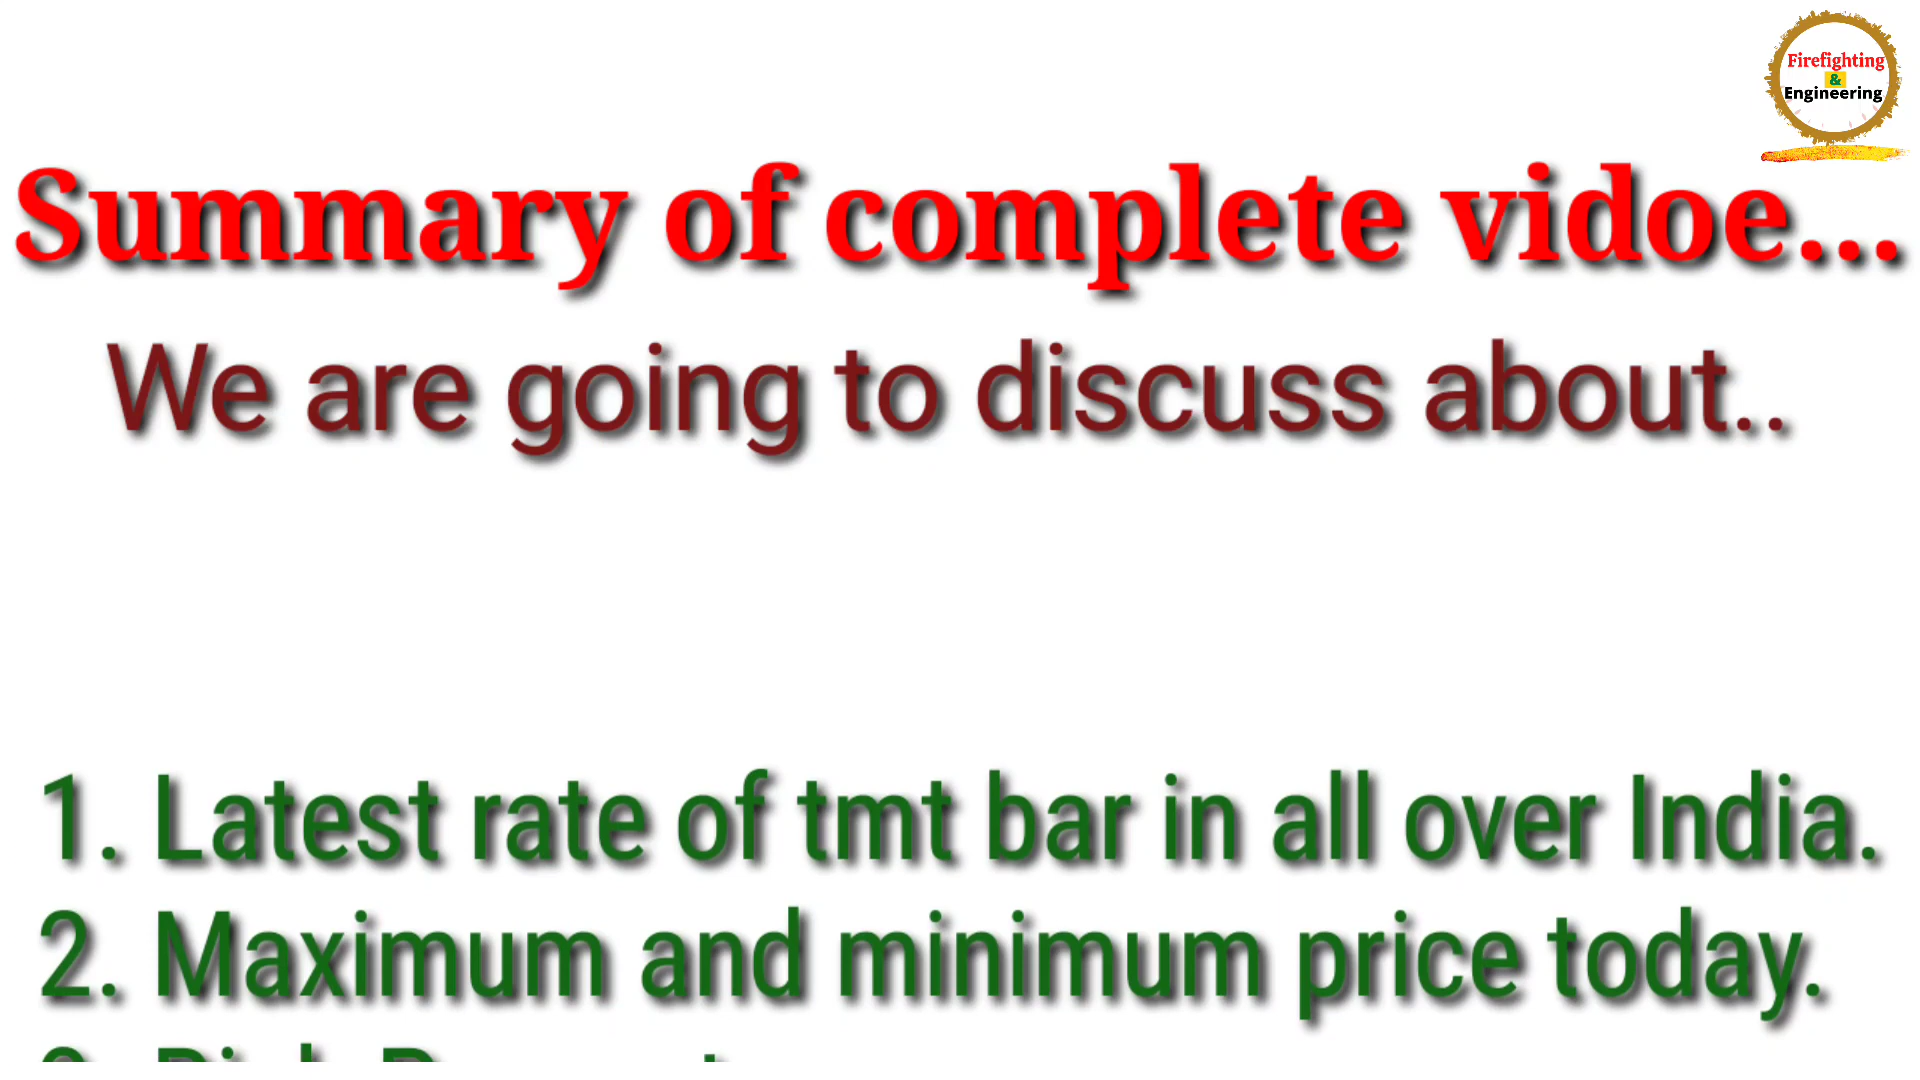 Firefighting
&
Engineering
Summary of complete vidoe...
We are going to discuss about..
1. Latest rate of tmt bar in all over India.
2. Maximum and minimum price today.